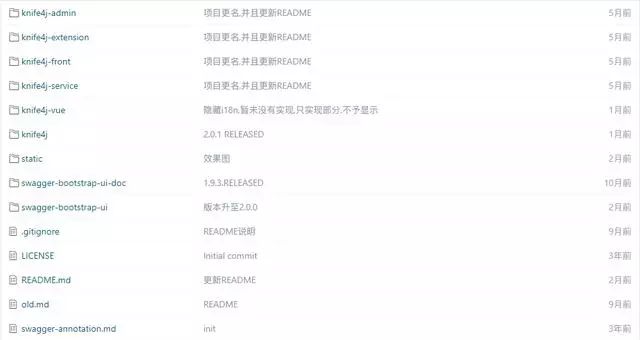 knife4j-admin 项目更名,并且更新README 5月前
knife4j-extension 项目更名,并且更新README 5月前
knife4j-front 项目更名,并且更新README 5月前
knife4j-service 项目更名,并且更新README 5月前
knife4j-vue 隐藏i18n,暂未没有实现,只实现部分.不予显示 1月前
knife4j 2.0.1 RELEASED 1月前
static 效果图 2月前
swagger-bootstrap-ui-doc 1.9.3.RELEASED 10月前
swagger-bootstrap-ui 版本升至2.0.0 2月前
.gitignore README说明 9月前
LICENSE Initial commit 3年前
README.md 更新README 2月前
old.md README 9月前
swagger-annotation.md init 3年前